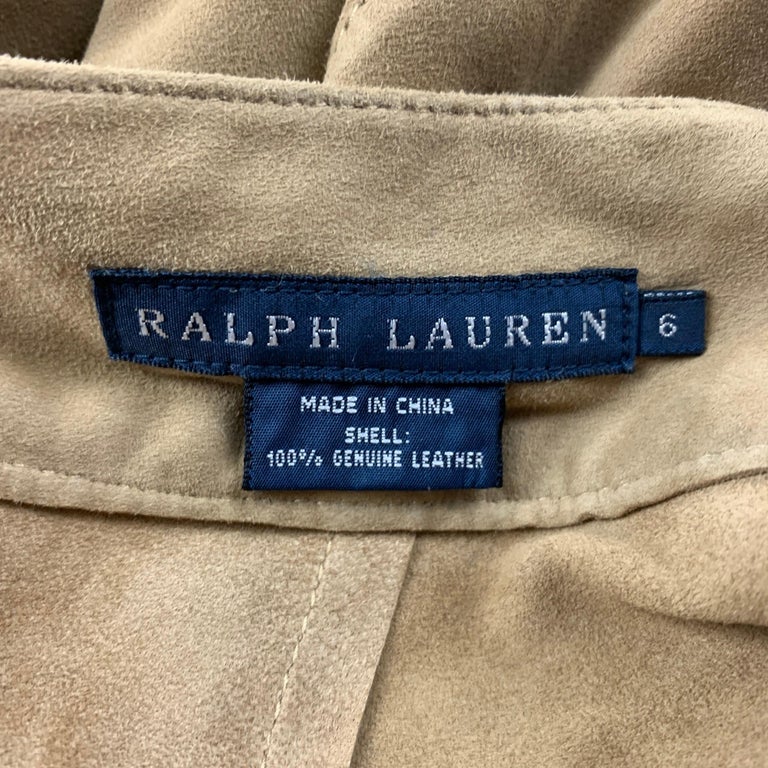 RALPH LAUREN
6
MADE IN CHINA
SHELL:
100% GENUINE LEATHER